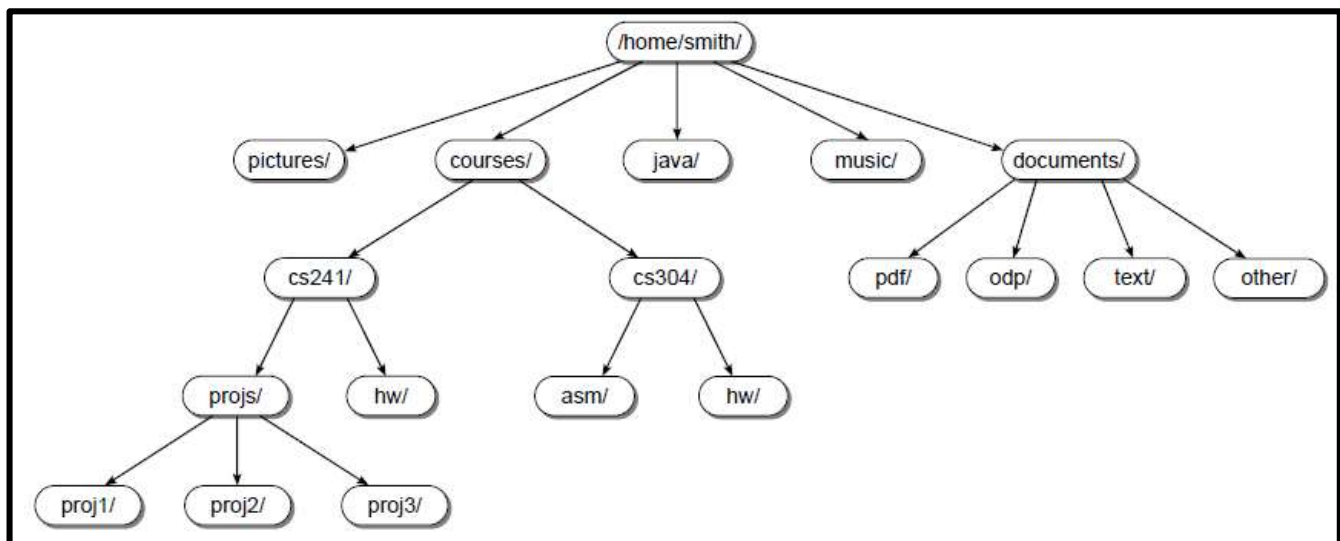 /home/smith/
pictures/ courses/ java/ music/ documents/
cs241/ cs304/ pdf/ odp/ text/ other/
projs/ hw/ asm/ hw/
proj1/ proj2/ proj3/